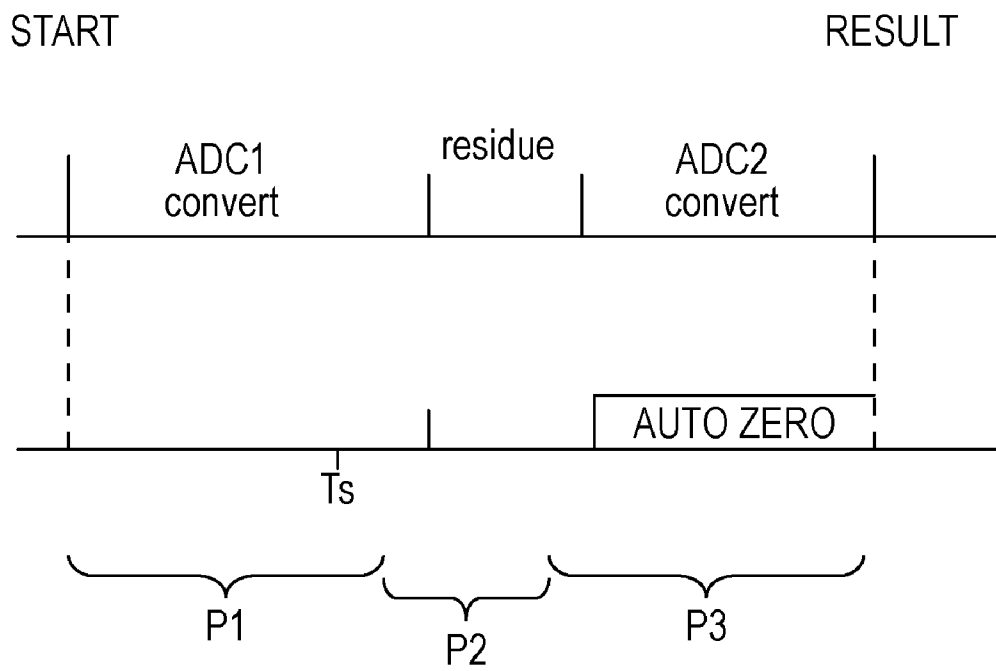 START
RESULT
ADC1
convert
residue
ADC2
convert
AUTO ZERO
Ts
P1
P2
P3